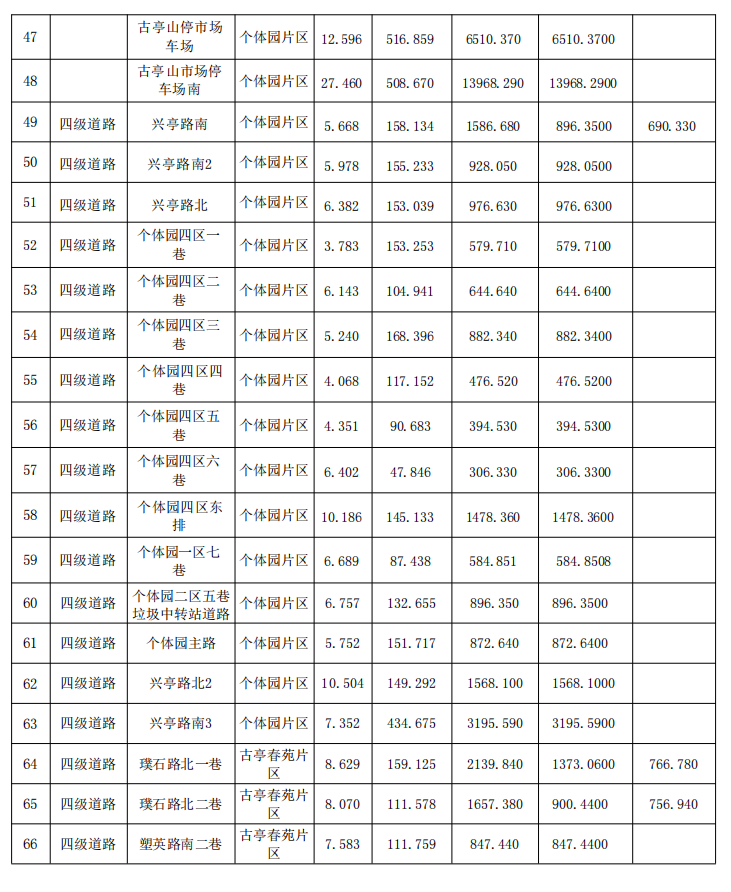 47 古亭山停市场车场 个体园片区 12.596 516.859 6510.370 6510.3700
48 古亭山市场停车场南 个体园片区 27.460 508.670 13968.290 13968.2900
49 四级道路 兴亭路南 个体园片区 5.668 158.134 1586.680 896.3500 690.330
50 四级道路 兴亭路南2 个体园片区 5.978 155.233 928.050 928.0500
51 四级道路 兴亭路北 个体园片区 6.382 153.039 976.630 976.6300
52 四级道路 个体园四区一巷 个体园片区 3.783 153.253 579.710 579.7100
53 四级道路 个体园四区二巷 个体园片区 6.143 104.941 644.640 644.6400
54 四级道路 个体园四区三巷 个体园片区 5.240 168.396 882.340 882.3400
55 四级道路 个体园四区四巷 个体园片区 4.068 117.152 476.520 476.5200
56 四级道路 个体园四区五巷 个体园片区 4.351 90.683 394.530 394.5300
57 四级道路 个体园四区六巷 个体园片区 6.402 47.846 306.330 306.3300
58 四级道路 个体园四区东排 个体园片区 10.186 145.133 1478.360 1478.3600
59 四级道路 个体园一区七巷 个体园片区 6.689 87.438 584.851 584.8508
60 四级道路 个体园二区五巷垃圾中转站道路 个体园片区 6.757 132.655 896.350 896.3500
61 四级道路 个体园主路 个体园片区 5.752 151.717 872.640 872.6400
62 四级道路 兴亭路北2 个体园片区 10.504 149.292 1568.100 1568.1000
63 四级道路 兴亭路南3 个体园片区 7.352 434.675 3195.590 3195.5900
64 四级道路 璞石路北一巷 古亭春苑片区 8.629 159.125 2139.840 1373.0600 766.780
65 四级道路 璞石路北二巷 古亭春苑片区 8.070 111.578 1657.380 900.4400 756.940
66 四级道路 塑英路南二巷 古亭春苑片区 7.583 111.759 847.440 847.4400